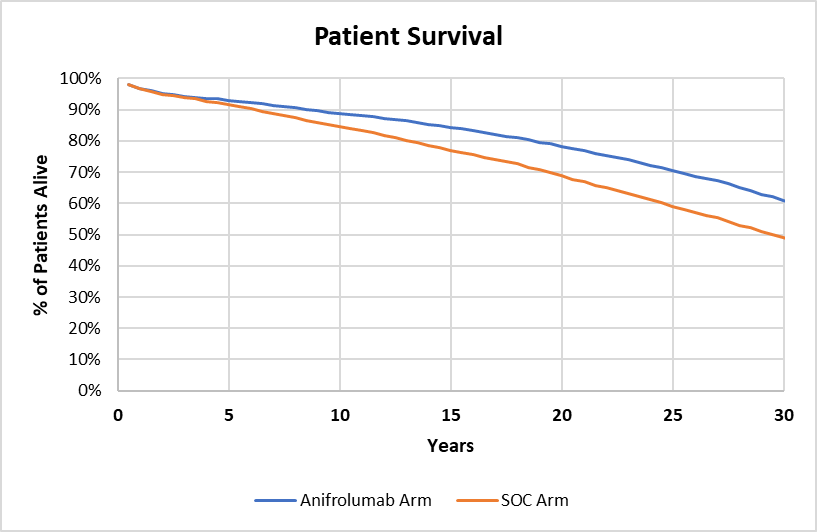 Patient Survival
100%
90%
80%
70%
60%
50%
40%
30%
20%
10%
0%
% of Patients Alive
0 5 10 15 20 25 30
Years
Anifrolumab Arm SOC Arm